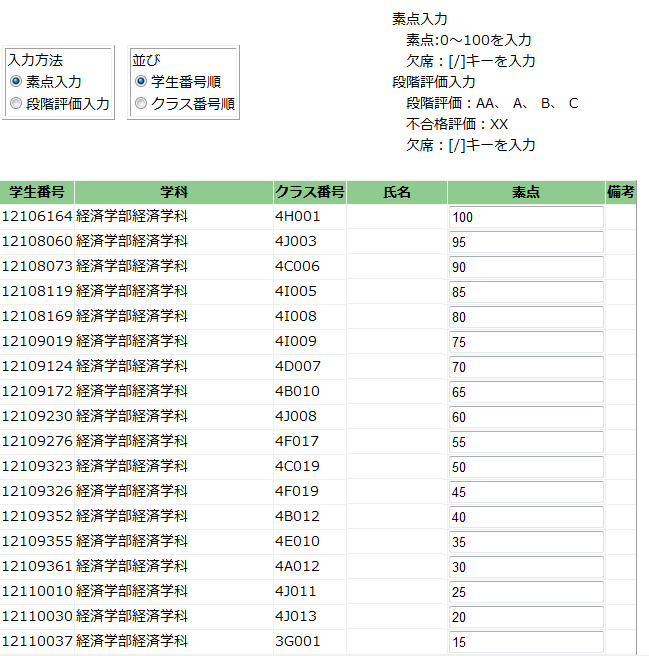 素点入力
素点:0～100を入力
欠席：[/]キーを入力
段階評価入力
段階評価：AA、 A、 B、 C
不合格評価：XX
欠席：[/]キーを入力
入力方法
素点入力
段階評価入力
並び
学生番号順
クラス番号順
学生番号 学科 クラス番号 氏名 素点 備考
12106164 経済学部経済学科 4H001 100
12108060 経済学部経済学科 4J003 95
12108073 経済学部経済学科 4C006 90
12108119 経済学部経済学科 4I005 85
12108169 経済学部経済学科 4I008 80
12109019 経済学部経済学科 4I009 75
12109124 経済学部経済学科 4D007 70
12109172 経済学部経済学科 4B010 65
12109230 経済学部経済学科 4J008 60
12109276 経済学部経済学科 4F017 55
12109323 経済学部経済学科 4C019 50
12109326 経済学部経済学科 4F019 45
12109352 経済学部経済学科 4B012 40
12109355 経済学部経済学科 4E010 35
12109361 経済学部経済学科 4A012 30
12110010 経済学部経済学科 4J011 25
12110030 経済学部経済学科 4J013 20
12110037 経済学部経済学科 3G001 15